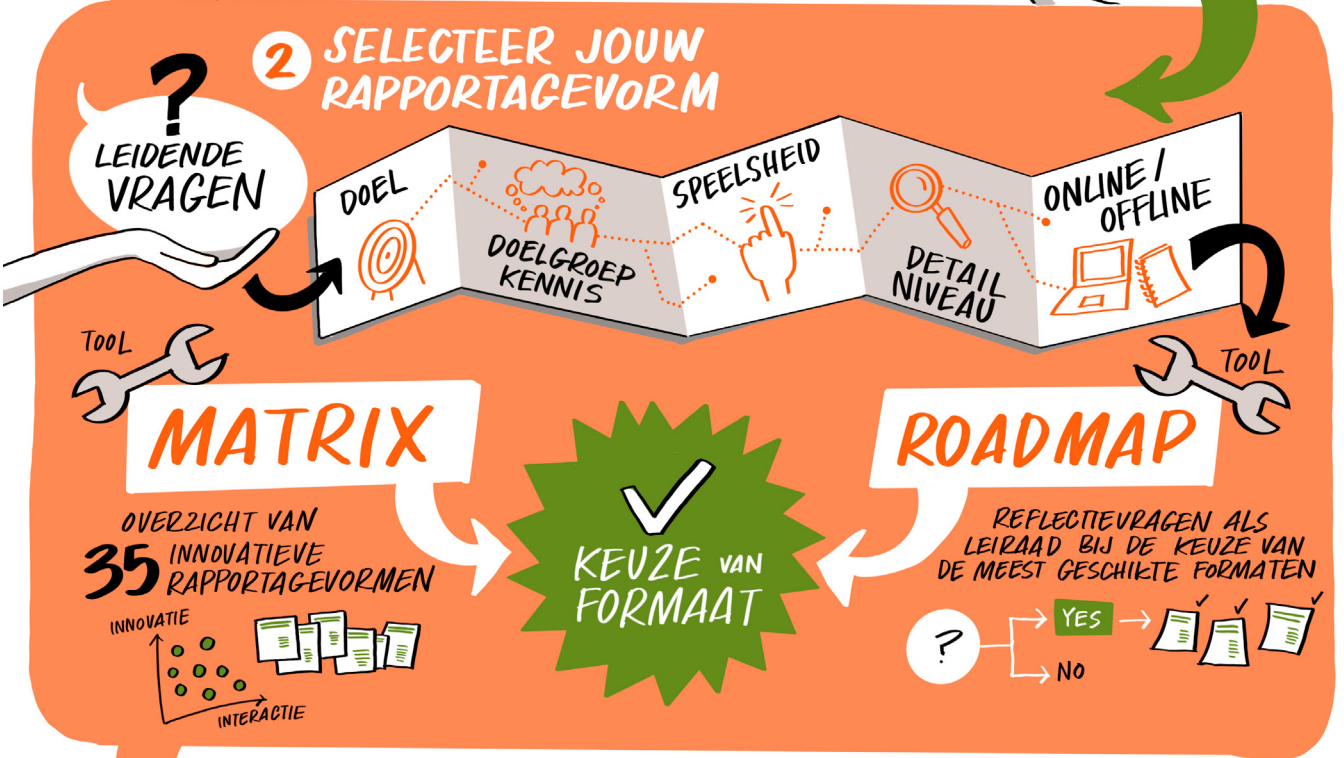 2 SELECTEER JOUW
RAPPORTAGEVORM
?
LEIDENDE
VRAGEN
DOEL
DOELGROEP
KENNIS
SPEELSHEID
DETAIL
NIVEAU
ONLINE /
OFFLINE
TOOL
MATRIX
OVERZICHT VAN
35 INNOVATIEVE
RAPPORTAGEVORMEN
INNOVATIE
INTERACTIE
KEUZE VAN
FORMAAT
TOOL
ROADMAP
REFLECTIEVRAGEN ALS
LEIRAAD BIJ DE KEUZE VAN
DE MEEST GESCHIKTE FORMATEN
?
YES
NO